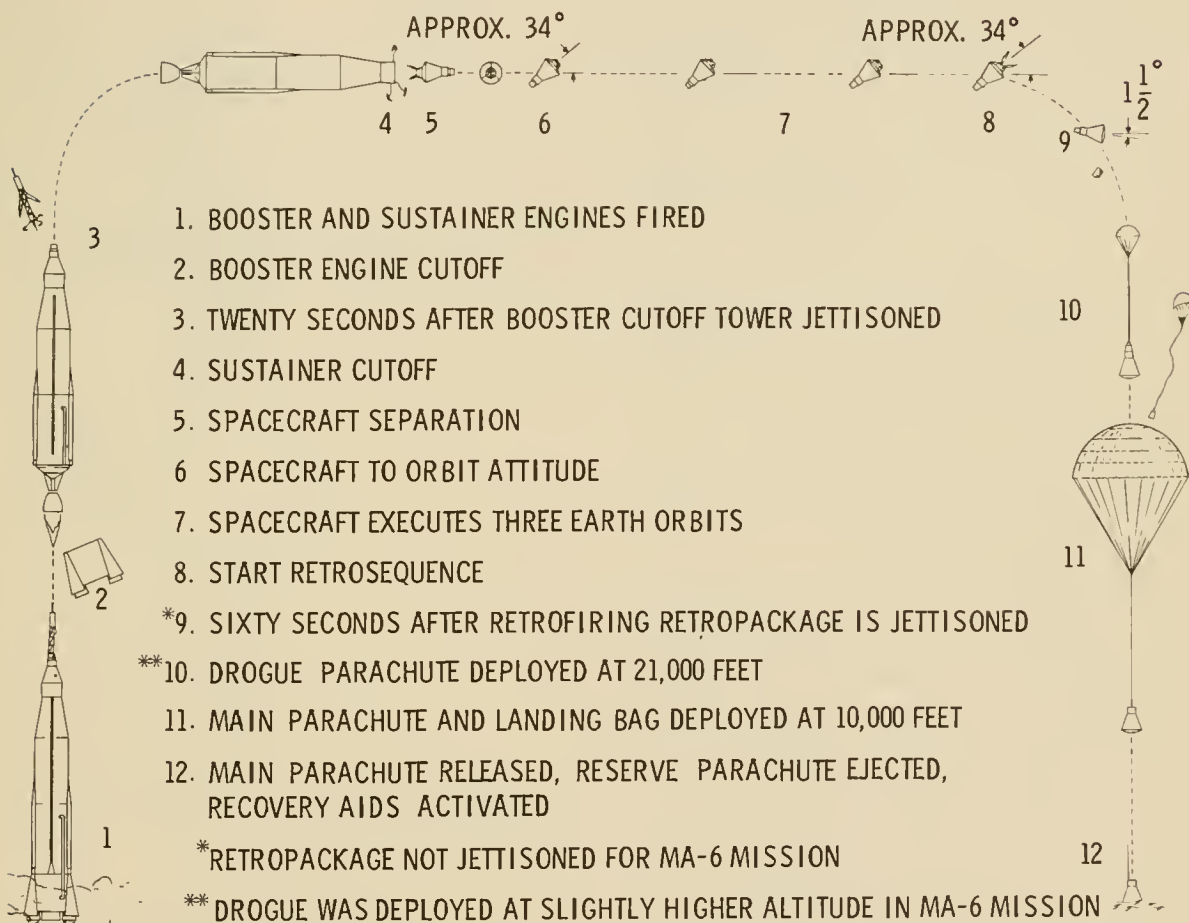 APPROX. 34°
APPROX. 34°
1 1/2°
4
5
6
7
8
9
3
1. BOOSTER AND SUSTAINER ENGINES FIRED
2. BOOSTER ENGINE CUTOFF
3. TWENTY SECONDS AFTER BOOSTER CUTOFF TOWER JETTISONED
10
4. SUSTAINER CUTOFF
5. SPACECRAFT SEPARATION
6 SPACECRAFT TO ORBIT ATTITUDE
7. SPACECRAFT EXECUTES THREE EARTH ORBITS
11
8. START RETROSEQUENCE
2
*9. SIXTY SECONDS AFTER RETROFIRING RETROPACKAGE IS JETTISONED
**10. DROGUE PARACHUTE DEPLOYED AT 21,000 FEET
11. MAIN PARACHUTE AND LANDING BAG DEPLOYED AT 10,000 FEET
12. MAIN PARACHUTE RELEASED, RESERVE PARACHUTE EJECTED,
RECOVERY AIDS ACTIVATED
1
*RETROPACKAGE NOT JETTISONED FOR MA-6 MISSION
12
**DROGUE WAS DEPLOYED AT SLIGHTLY HIGHER ALTITUDE IN MA-6 MISSION